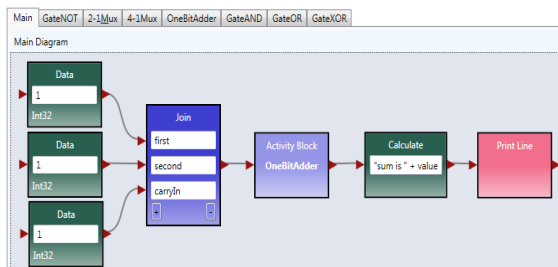 Main GateNOT 2-1Mux 4-1Mux OneBitAdder GateAND GateOR GateXOR
Main Diagram
Data
1
Int32
Data
1
Int32
Data
1
Int32
Join
first
second
carryIn
+ -
Activity Block
OneBitAdder
Calculate
"sum is " + value
Print Line